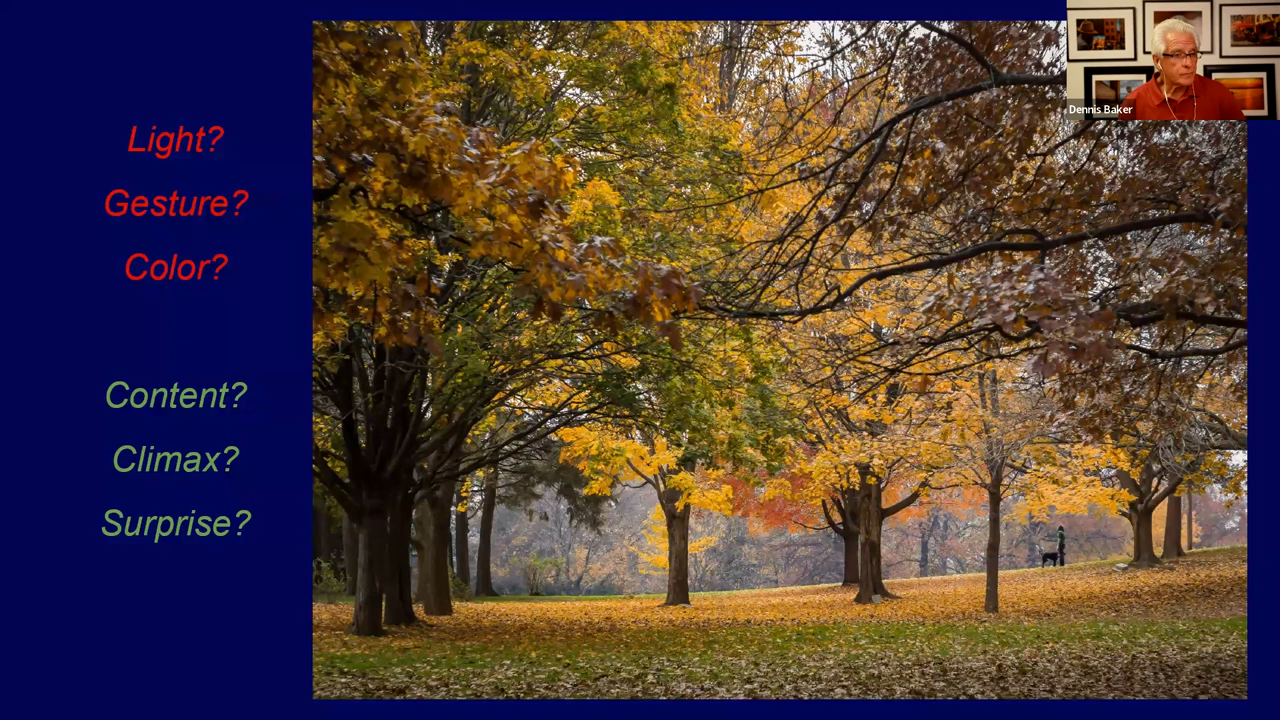 Light?
Gesture?
Color?
Content?
Climax?
Surprise?
Dennis Baker